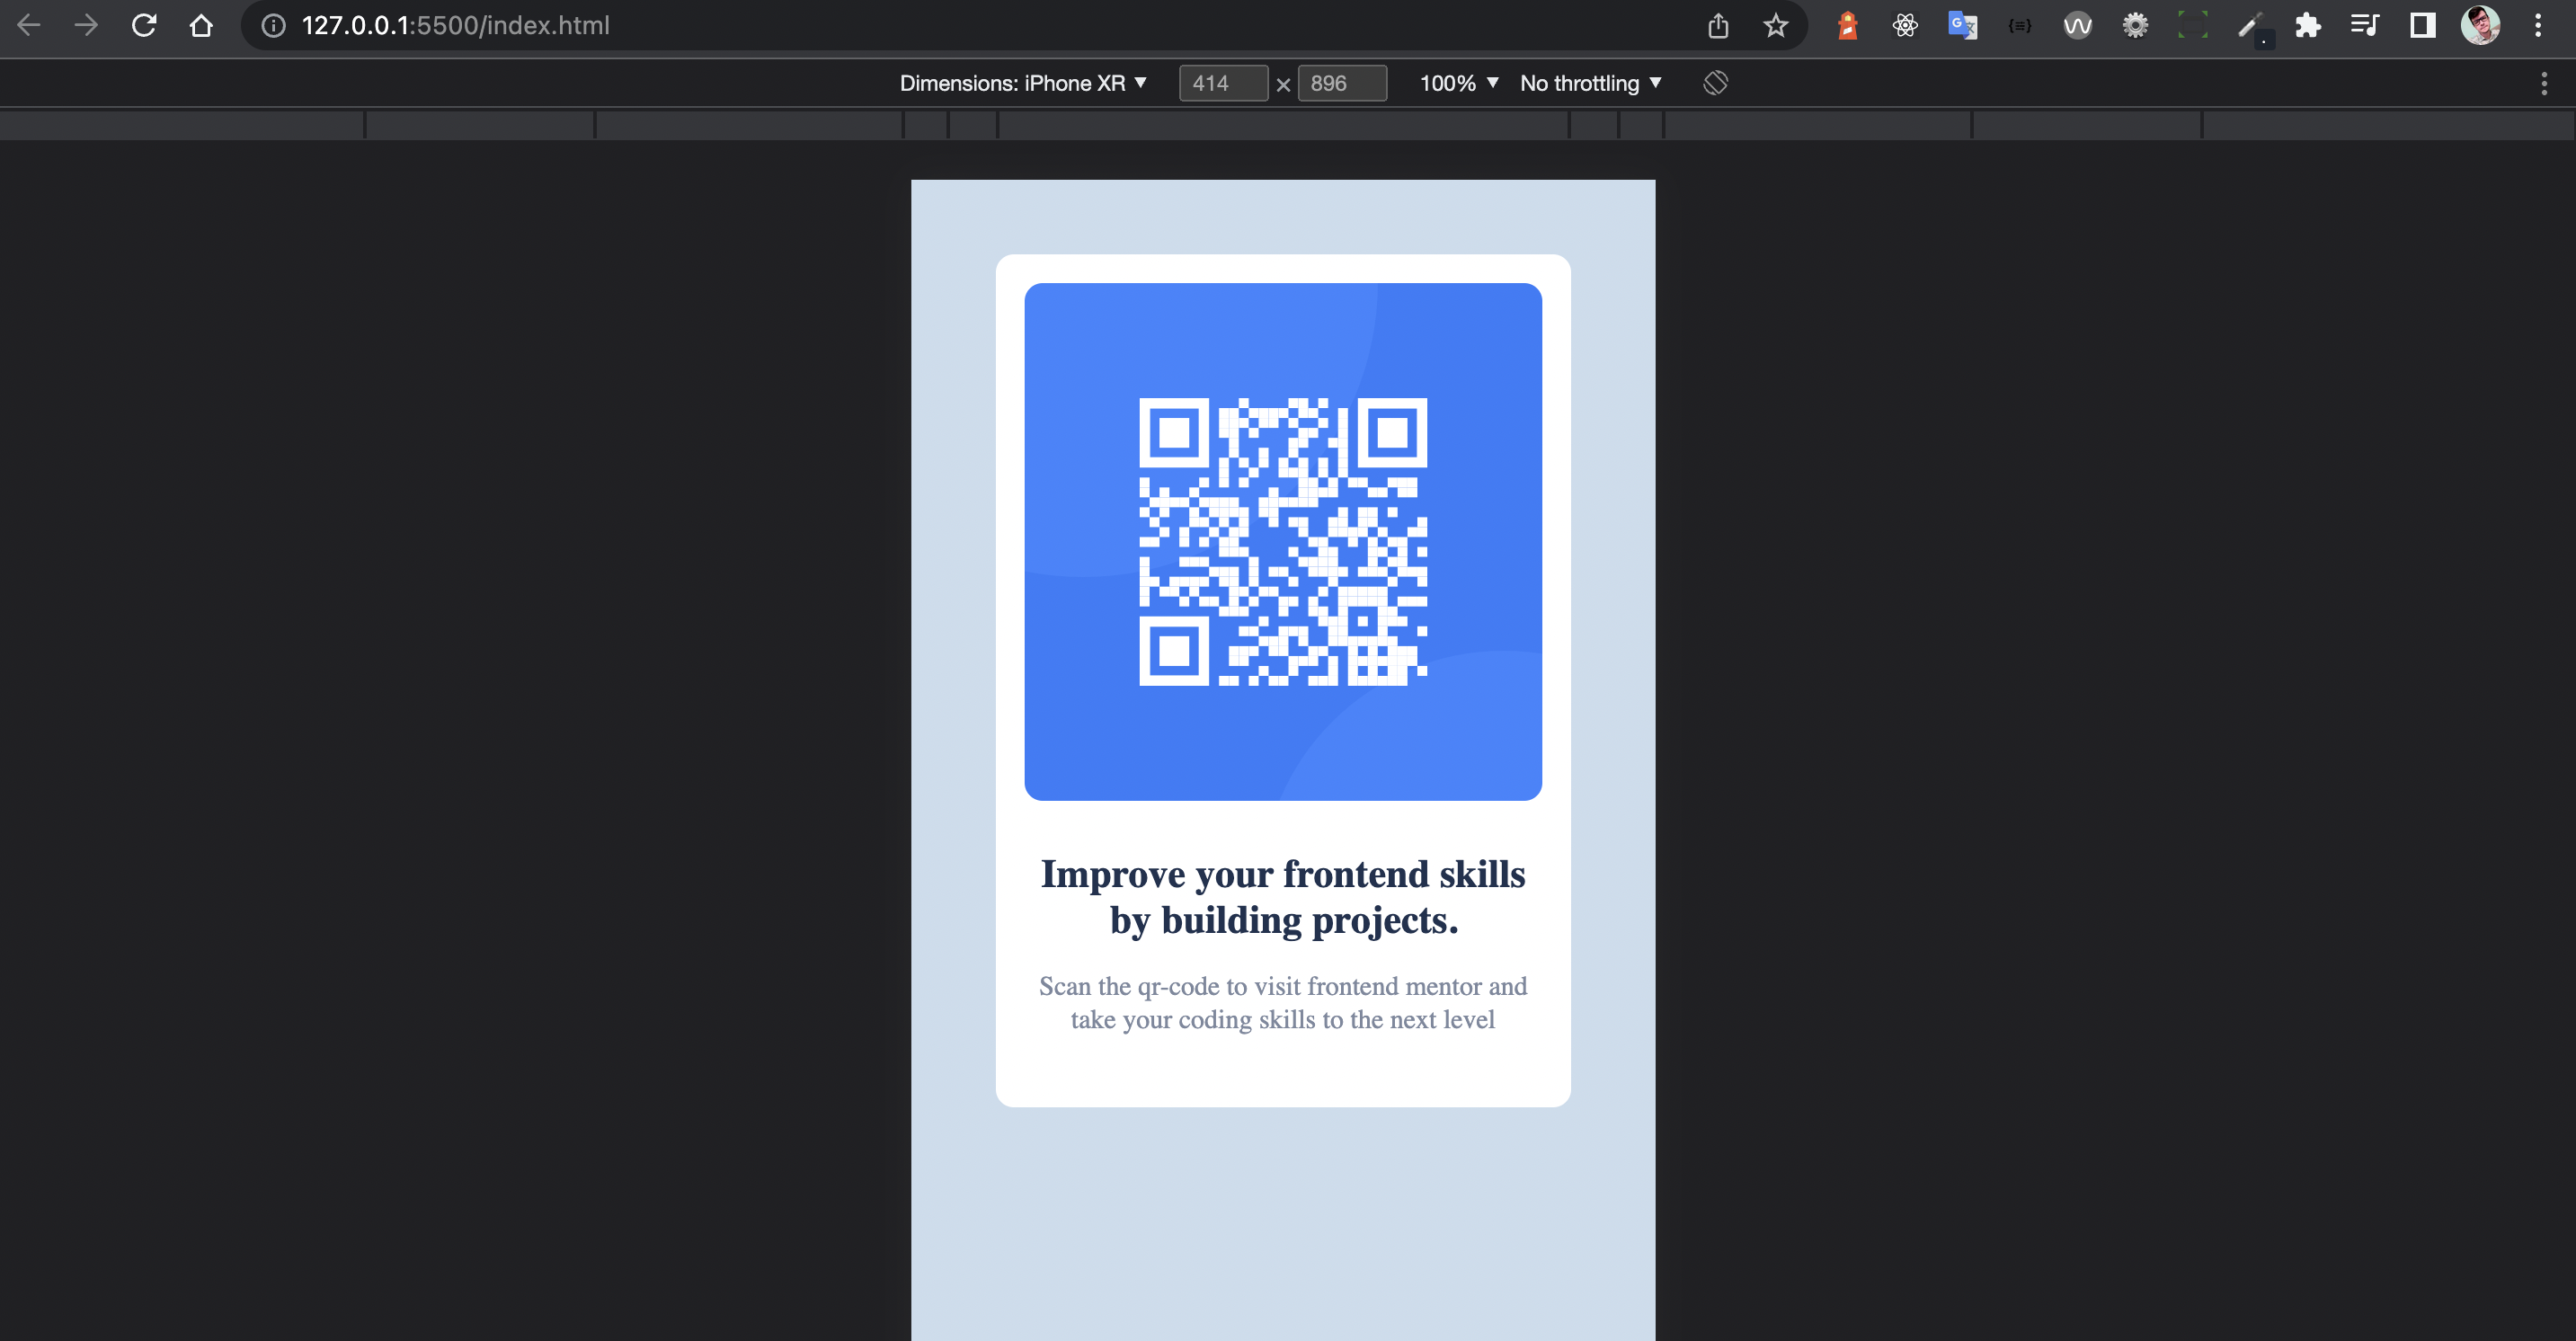 127.0.0.1:5500/index.html
Dimensions: iPhone XR 414 × 896 100% No throttling
Improve your frontend skills
by building projects.
Scan the qr-code to visit frontend mentor and
take your coding skills to the next level